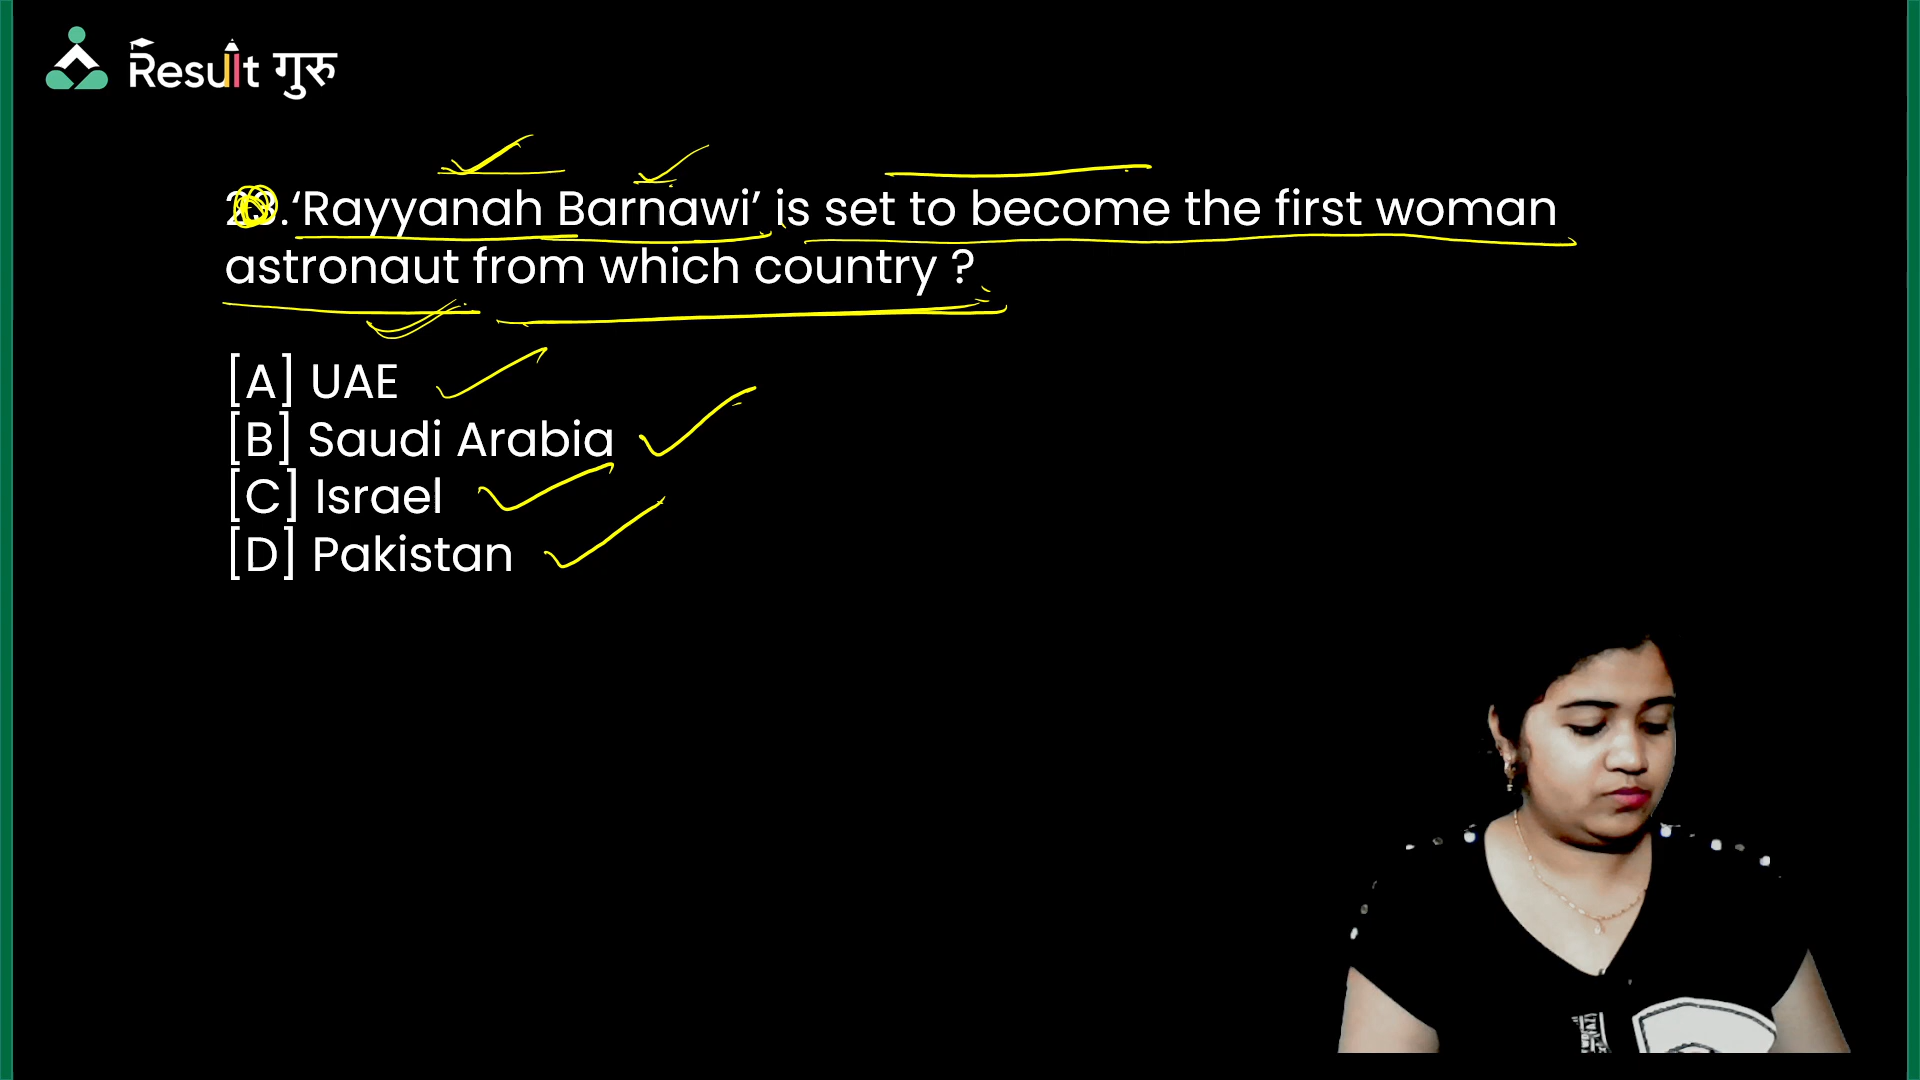 Result गुरु
.‘Rayyanah Barnawi’ is set to become the first woman
astronaut from which country ?
[A] UAE
[B] Saudi Arabia
[C] Israel
[D] Pakistan